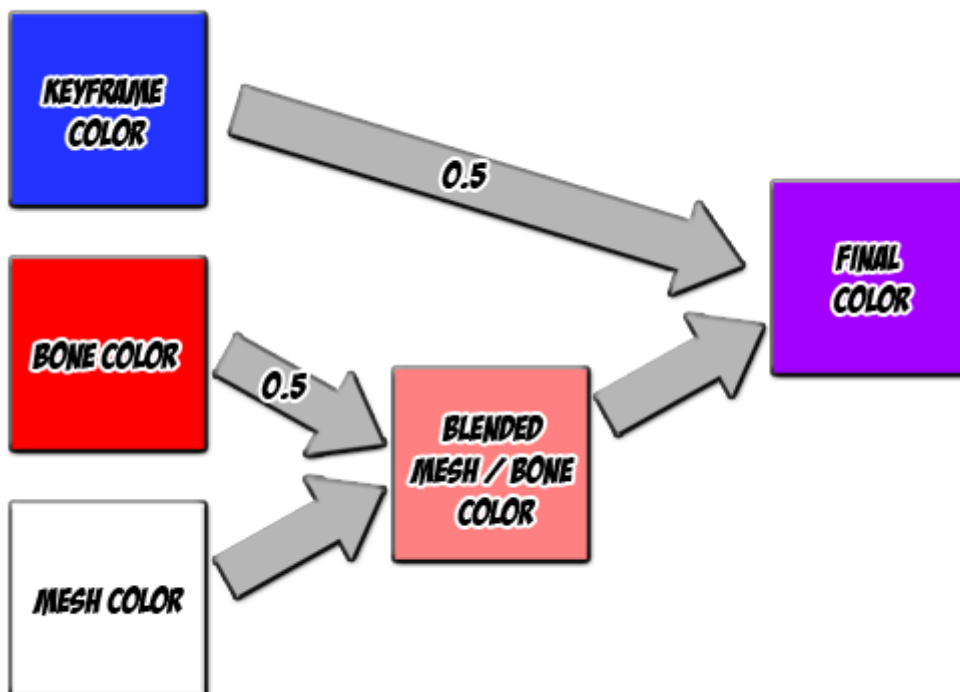 KEYFRAME
COLOR
0.5
FINAL
COLOR
BONE COLOR
0.5
BLENDED
MESH / BONE
COLOR
MESH COLOR